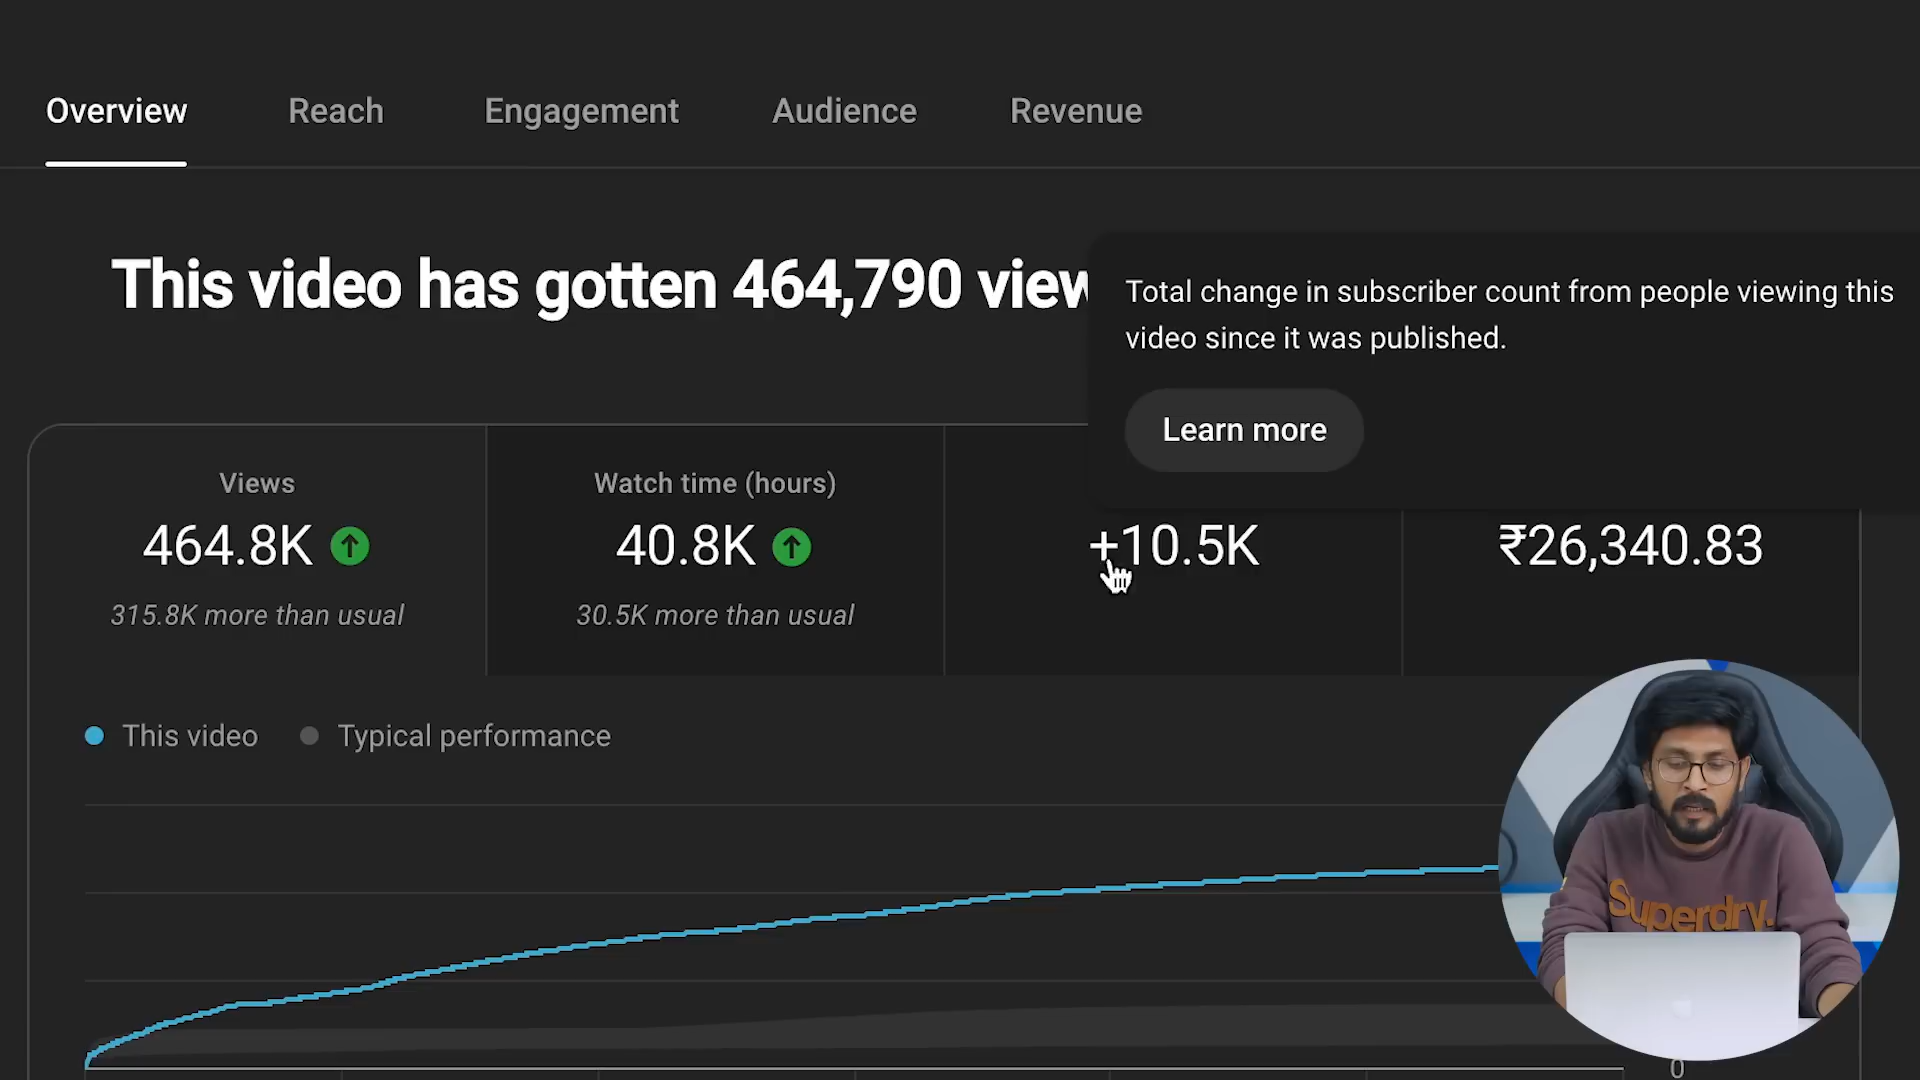 Overview Reach Engagement Audience Revenue
This video has gotten 464,790
Total change in subscriber count from people viewing this
video since it was published.
Learn more
Views Watch time (hours)
464.8K 40.8K +10.5K ₹26,340.83
315.8K more than usual 30.5K more than usual
This video Typical performance
Superdry.
0